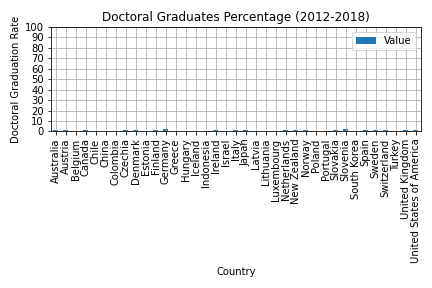 Doctoral Graduates Percentage (2012-2018)
Doctoral Graduation Rate
100
90
80
70
60
50
40
30
20
10
0
Value
Australia
Austria
Belgium
Canada
Chile
China
Colombia
Czechia
Denmark
Estonia
Finland
Germany
Greece
Hungary
Iceland
Indonesia
Ireland
Israel
Italy
Japan
Latvia
Lithuania
Luxembourg
Netherlands
New Zealand
Norway
Poland
Portugal
Slovakia
Slovenia
South Korea
Spain
Sweden
Switzerland
Turkey
United Kingdom
United States of America
Country